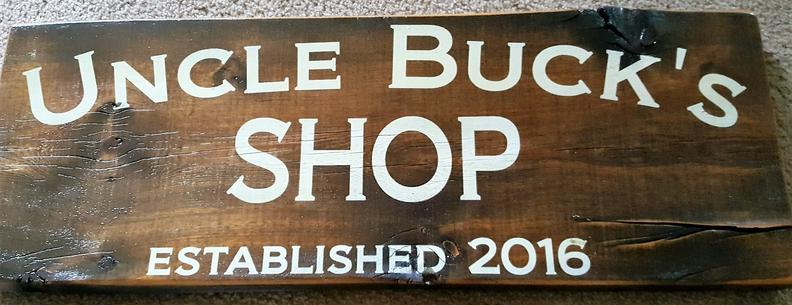 Uncle Buck's
SHOP
ESTABLISHED 2016